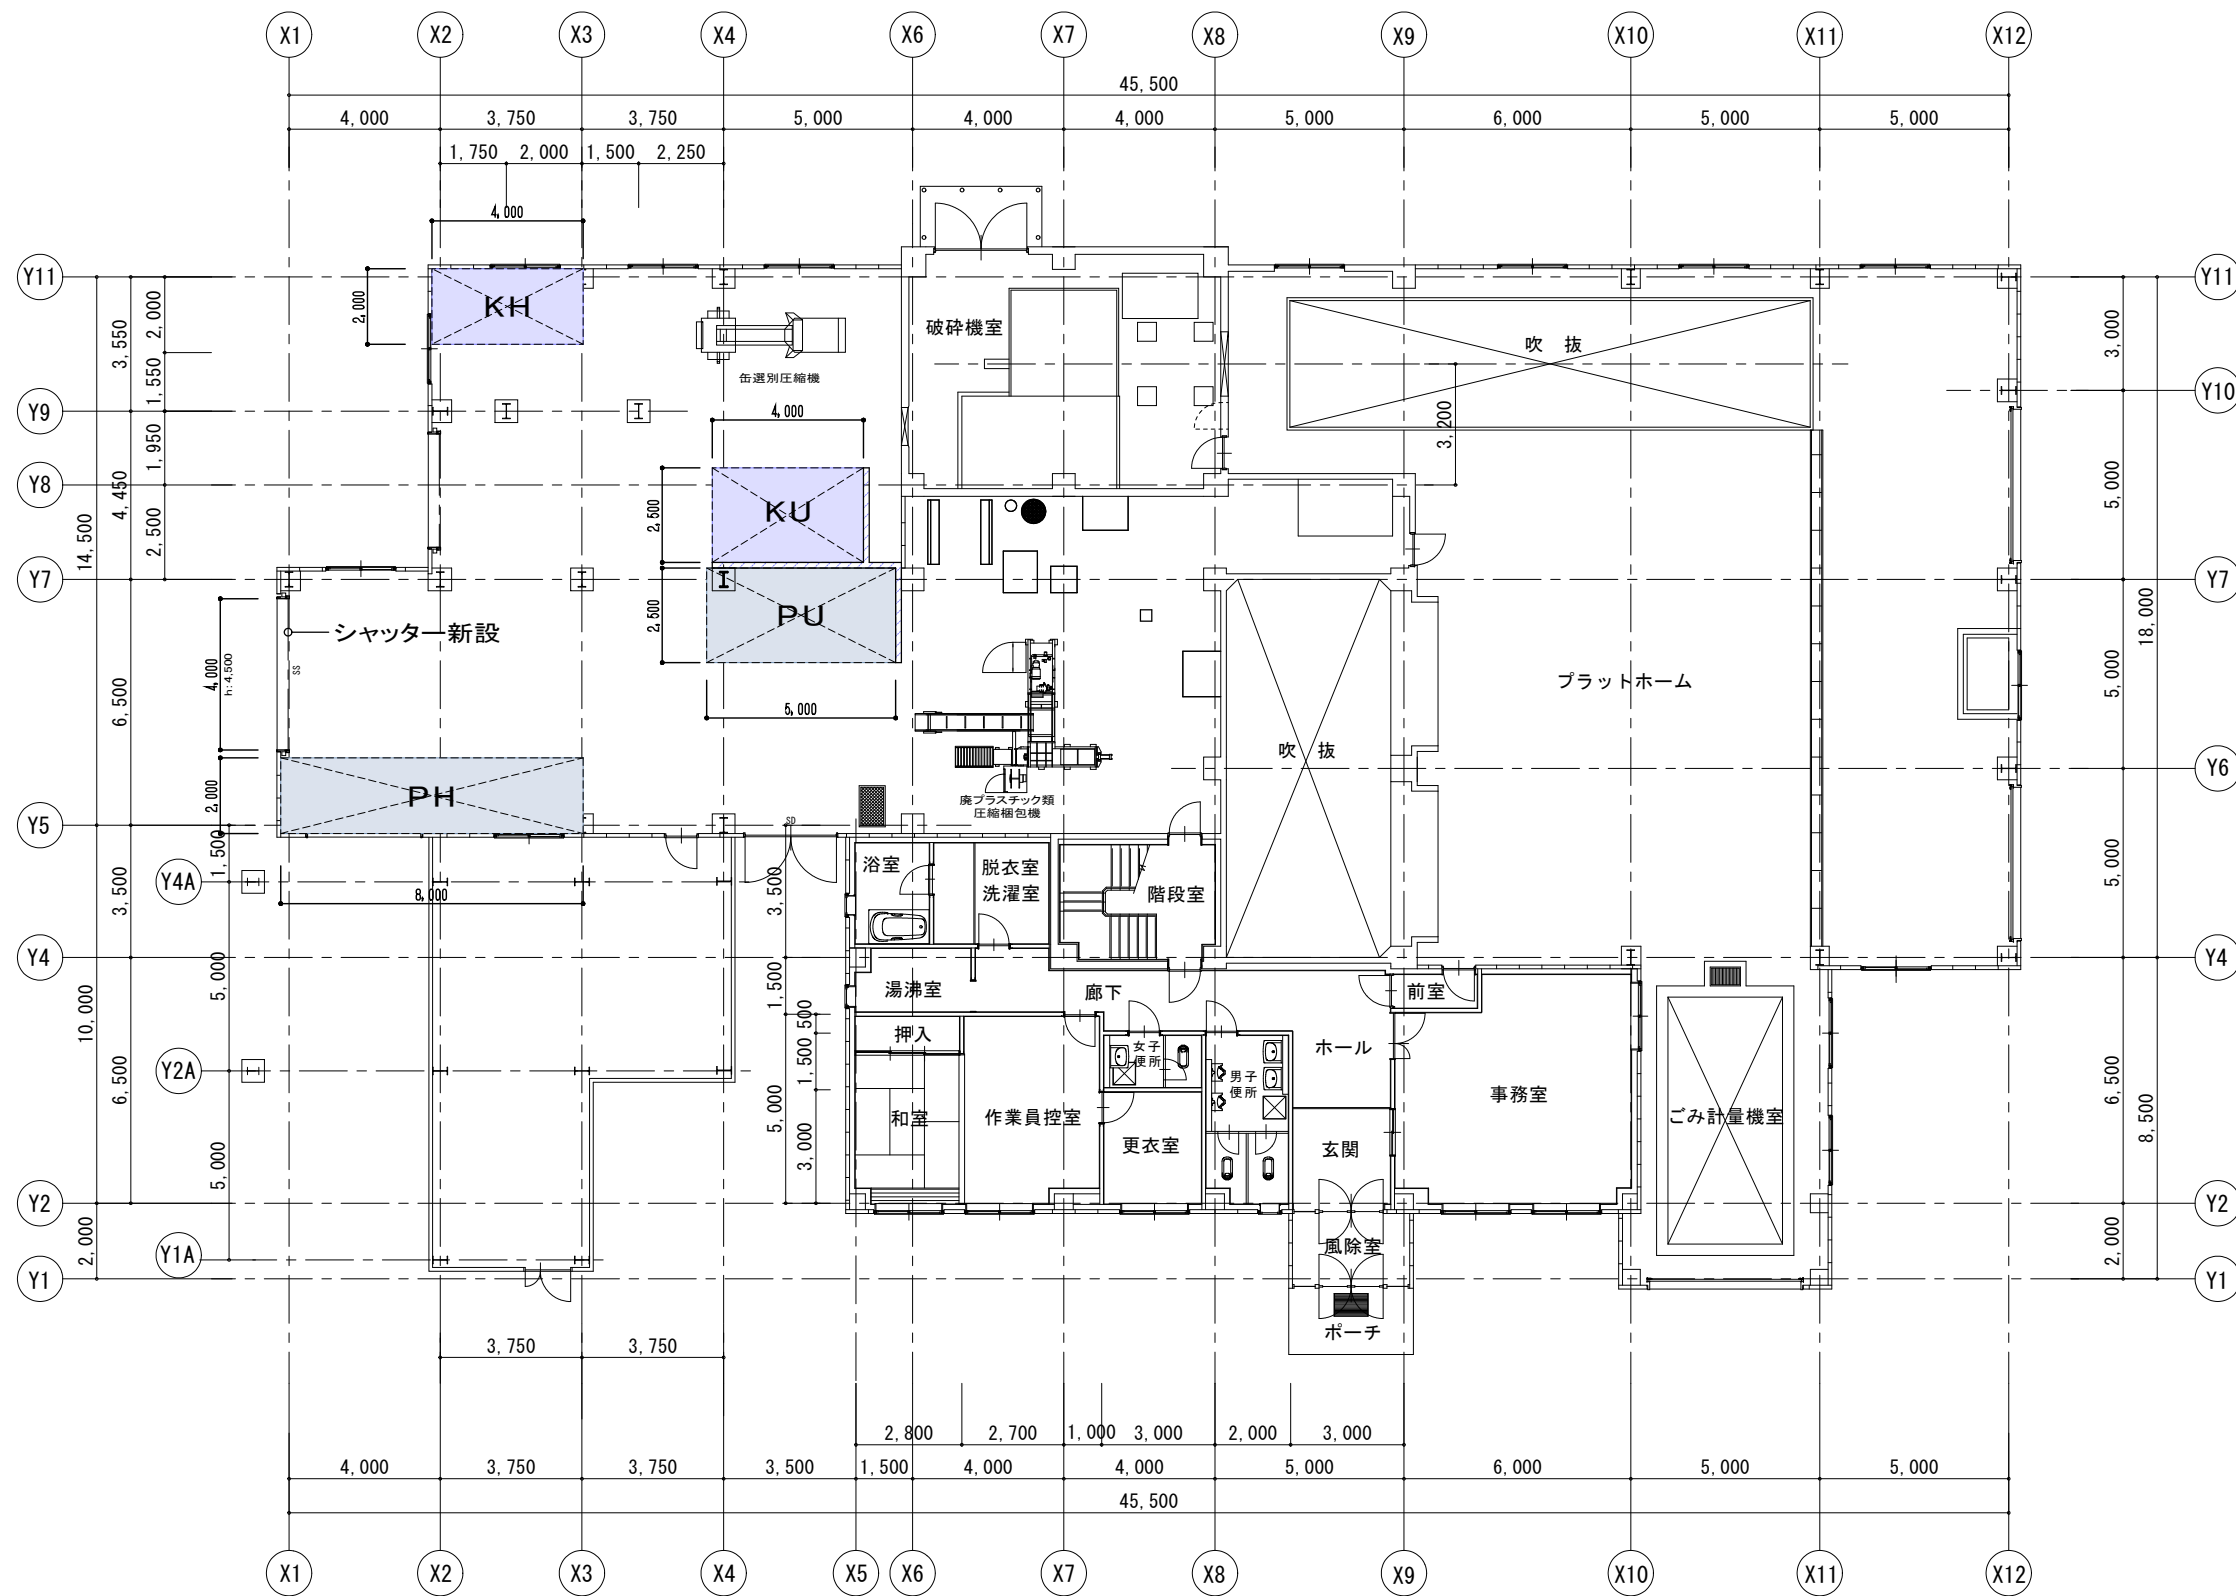 X1 X2 X3 X4 X6 X7 X8 X9 X10 X11 X12
45,500
4,000 3,750 3,750 5,000 4,000 4,000 5,000 6,000 5,000 5,000
1,750 2,000 1,500 2,250
4,000
Y11
Y9
Y8
Y7
Y5
Y4A
Y4
Y2A
Y2
Y1A
Y1
14,500
10,000
2,000
3,550
4,450
6,500
3,500
6,500
2,000
1,550
1,950
2,500
1,500
5,000
5,000
2,000
KH
缶選別圧縮機
4,000
2,500
KU
2,500
PU
5,000
シャッター新設
4,000
h:4,500
SS
2,000
PH
8,000
SD
破砕機室
吹 抜
3,200
吹 抜
プラットホーム
廃プラスチック類
圧縮梱包機
浴室
脱衣室
洗濯室
階段室
湯沸室
廊下
前室
押入
女子
便所
男子
便所
ホール
和室
作業員控室
更衣室
玄関
事務室
ごみ計量機室
風除室
ポーチ
3,500
1,500
5,000
500
1,500
3,000
Y11
Y10
Y7
Y6
Y4
Y2
Y1
3,000
5,000
5,000
5,000
6,500
2,000
18,000
8,500
3,750 3,750
2,800 2,700 1,000 3,000 2,000 3,000
4,000 3,750 3,750 3,500 1,500 4,000 4,000 5,000 6,000 5,000 5,000
45,500
X1 X2 X3 X4 X5 X6 X7 X8 X9 X10 X11 X12